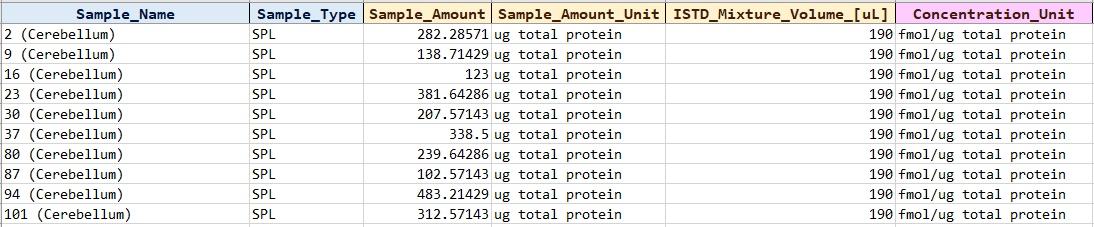 Sample_Name Sample_Type Sample_Amount Sample_Amount_Unit ISTD_Mixture_Volume_[uL] Concentration_Unit
2 (Cerebellum) SPL 282.28571 ug total protein 190 fmol/ug total protein
9 (Cerebellum) SPL 138.71429 ug total protein 190 fmol/ug total protein
16 (Cerebellum) SPL 123 ug total protein 190 fmol/ug total protein
23 (Cerebellum) SPL 381.64286 ug total protein 190 fmol/ug total protein
30 (Cerebellum) SPL 207.57143 ug total protein 190 fmol/ug total protein
37 (Cerebellum) SPL 338.5 ug total protein 190 fmol/ug total protein
80 (Cerebellum) SPL 239.64286 ug total protein 190 fmol/ug total protein
87 (Cerebellum) SPL 102.57143 ug total protein 190 fmol/ug total protein
94 (Cerebellum) SPL 483.21429 ug total protein 190 fmol/ug total protein
101 (Cerebellum) SPL 312.57143 ug total protein 190 fmol/ug total protein